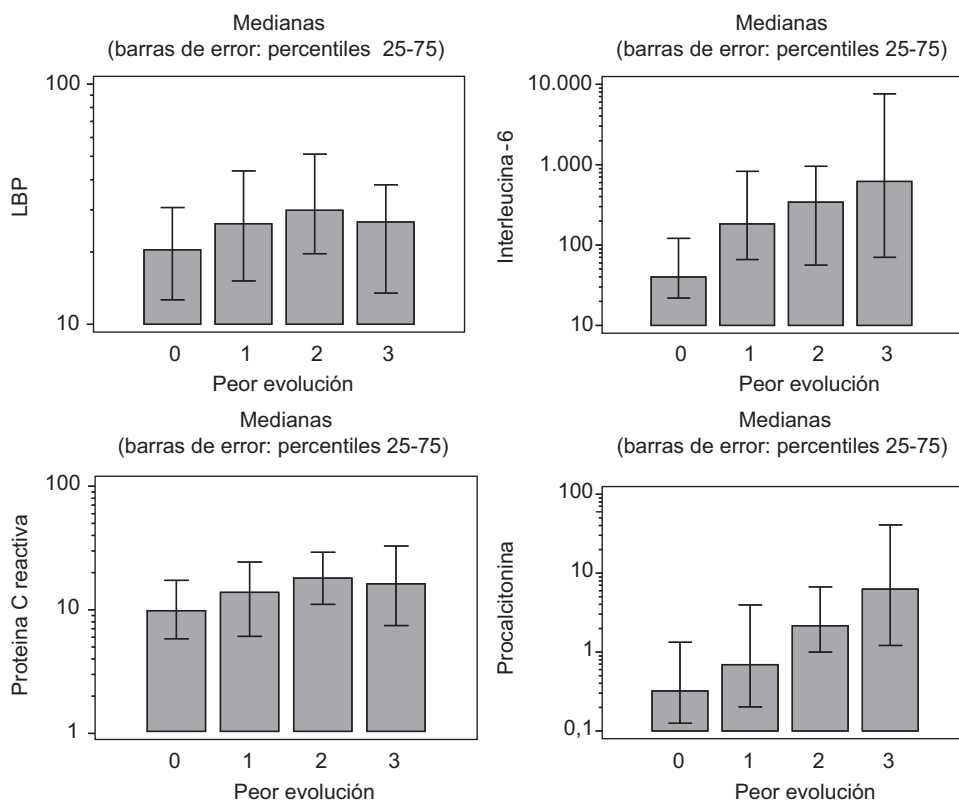 Medianas
(barras de error: percentiles 25-75)
100
10
LBP
0 1 2 3
Peor evolución
Medianas
(barras de error: percentiles 25-75)
10.000
1.000
100
10
Interleucina-6
0 1 2 3
Peor evolución
Medianas
(barras de error: percentiles 25-75)
100
10
1
Proteina C reactiva
0 1 2 3
Peor evolución
Medianas
(barras de error: percentiles 25-75)
100
10
1
0,1
Procalcitonina
0 1 2 3
Peor evolución